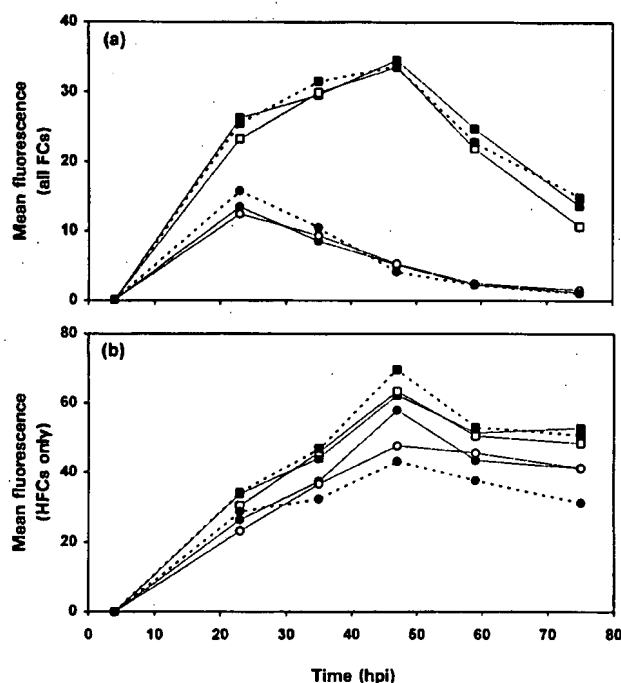 (a)
40
30
20
10
0
Mean fluorescence
(all FCs)
(b)
80
60
40
20
0
Mean fluorescence
(HFCs only)
0 10 20 30 40 50 60 70 80
Time (hpi)